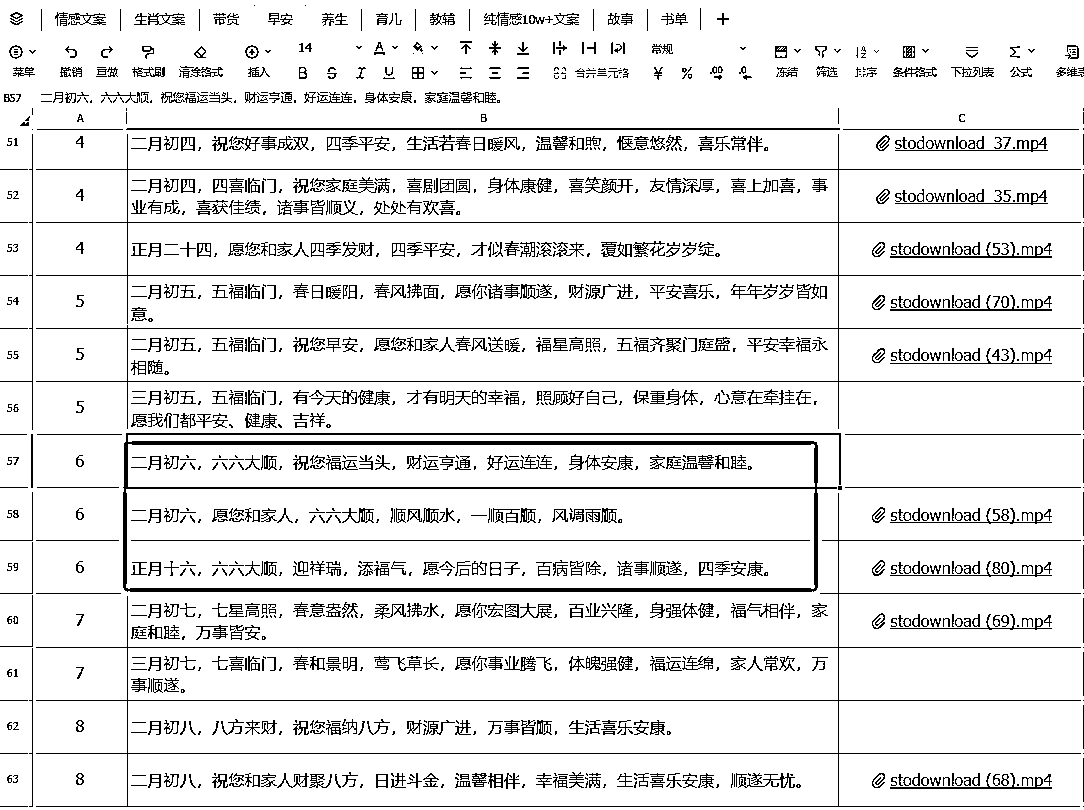 情感文案 生肖文案 带货 早安 养生 育儿 教辅 纯情感10w+文案 故事 书单 +
14 A 常规
菜单 撤销 重做 格式刷 清除格式 插入 B S I U 合并单元格 ¥ % .00 .0 冻结 筛选 排序 条件格式 下拉列表 公式 多维表
B57 二月初六，六六大顺，祝您福运当头，财运亨通，好运连连，身体安康，家庭温馨和睦。
A B C
51 4 二月初四，祝您好事成双，四季平安，生活若春日暖风，温馨和煦，惬意悠然，喜乐常伴。 stodownload_37.mp4
52 4 二月初四，四喜临门，祝您家庭美满，喜剧团圆，身体康健，喜笑颜开，友情深厚，喜上加喜，事
业有成，喜获佳绩，诸事皆顺义，处处有欢喜。 stodownload_35.mp4
53 4 正月二十四，愿您和家人四季发财，四季平安，才似春潮滚滚来，覆如繁花岁岁绽。 stodownload (53).mp4
54 5 二月初五，五福临门，春日暖阳，春风拂面，愿你诸事顺遂，财源广进，平安喜乐，年年岁岁皆如
意。 stodownload (70).mp4
55 5 二月初五，五福临门，祝您早安，愿您和家人春风送暖，福星高照，五福齐聚门庭盛，平安幸福永
相随。 stodownload (43).mp4
56 5 三月初五，五福临门，有今天的健康，才有明天的幸福，照顾好自己，保重身体，心意在牵挂在，
愿我们都平安、健康、吉祥。
57 6 二月初六，六六大顺，祝您福运当头，财运亨通，好运连连，身体安康，家庭温馨和睦。
58 6 二月初六，愿您和家人，六六大顺，顺风顺水，一顺百顺，风调雨顺。 stodownload (58).mp4
59 6 正月十六，六六大顺，迎祥瑞，添福气，愿今后的日子，百病皆除，诸事顺遂，四季安康。 stodownload (80).mp4
60 7 二月初七，七星高照，春意盎然，柔风拂水，愿你宏图大展，百业兴隆，身强体健，福气相伴，家
庭和睦，万事皆安。 stodownload (69).mp4
61 7 三月初七，七喜临门，春和景明，莺飞草长，愿你事业腾飞，体魄强健，福运连绵，家人常欢，万
事顺遂。
62 8 二月初八，八方来财，祝您福纳八方，财源广进，万事皆顺，生活喜乐安康。
63 8 二月初八，祝您和家人财聚八方，日进斗金，温馨相伴，幸福美满，生活喜乐安康，顺遂无忧。 stodownload (68).mp4